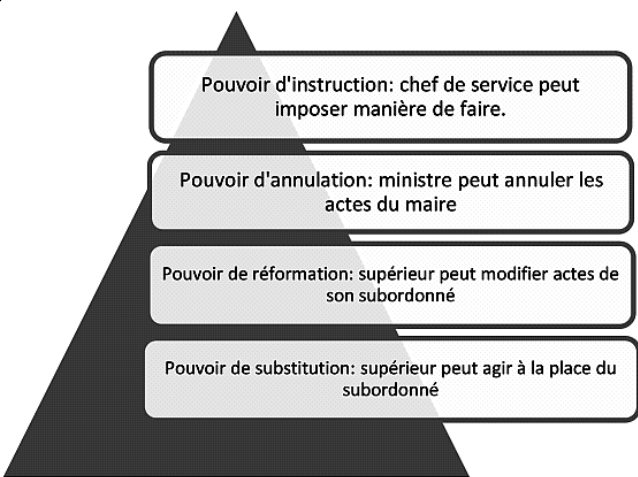 Pouvoir d'instruction: chef de service peut
imposer manière de faire.
Pouvoir d'annulation: ministre peut annuler les
actes du maire
Pouvoir de réformation: supérieur peut modifier actes de
son subordonné
Pouvoir de substitution: supérieur peut agir à la place du
subordonné